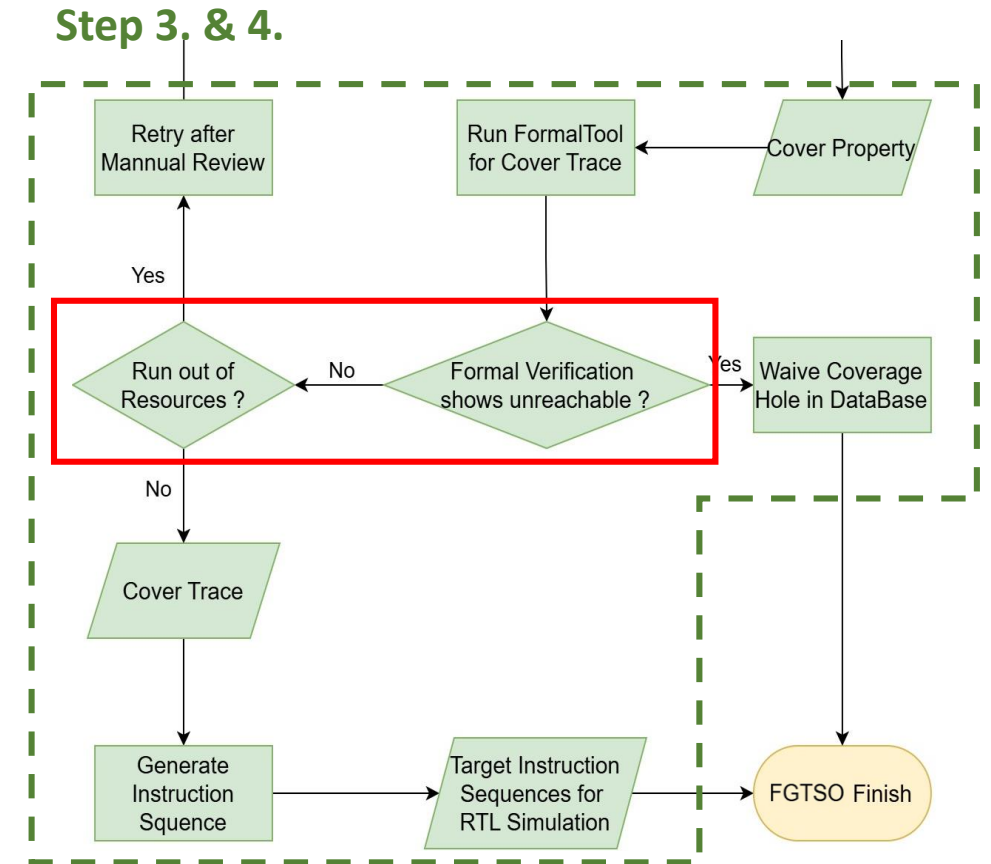 Step 3. & 4.
Retry after
Mannual Review
Run FormalTool
for Cover Trace
Cover Property
Yes
Run out of
Resources ?
No
Formal Verification
shows unreachable ?
Yes
Waive Coverage
Hole in DataBase
No
Cover Trace
Generate
Instruction
Squence
Target Instruction
Sequences for
RTL Simulation
FGTSO Finish